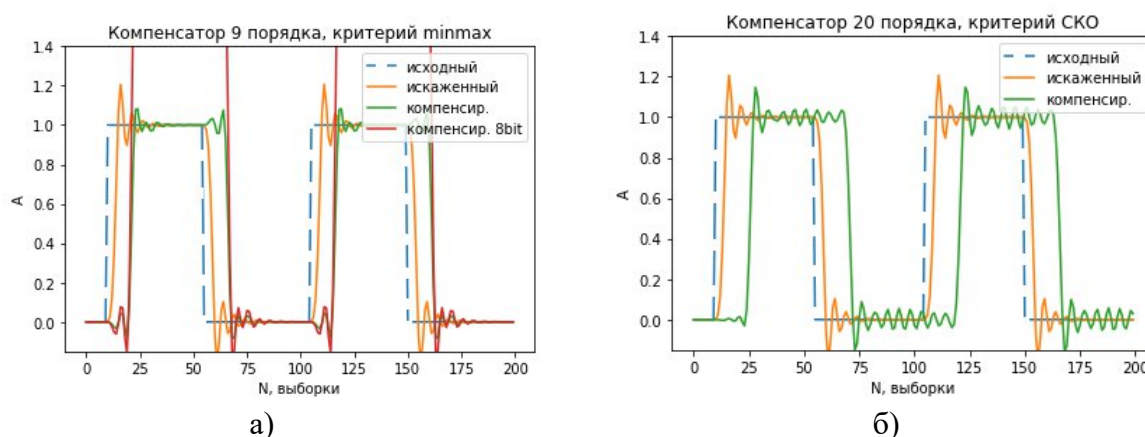 Компенсатор 9 порядка, критерий minmax
1.4
1.2
1.0
0.8
0.6
0.4
0.2
0.0
A
исходный
искаженный
компенсир.
компенсир. 8bit
0 25 50 75 100 125 150 175 200
N, выборки
а)
Компенсатор 20 порядка, критерий СКО
1.4
1.2
1.0
0.8
0.6
0.4
0.2
0.0
A
исходный
искаженный
компенсир.
0 25 50 75 100 125 150 175 200
N, выборки
б)